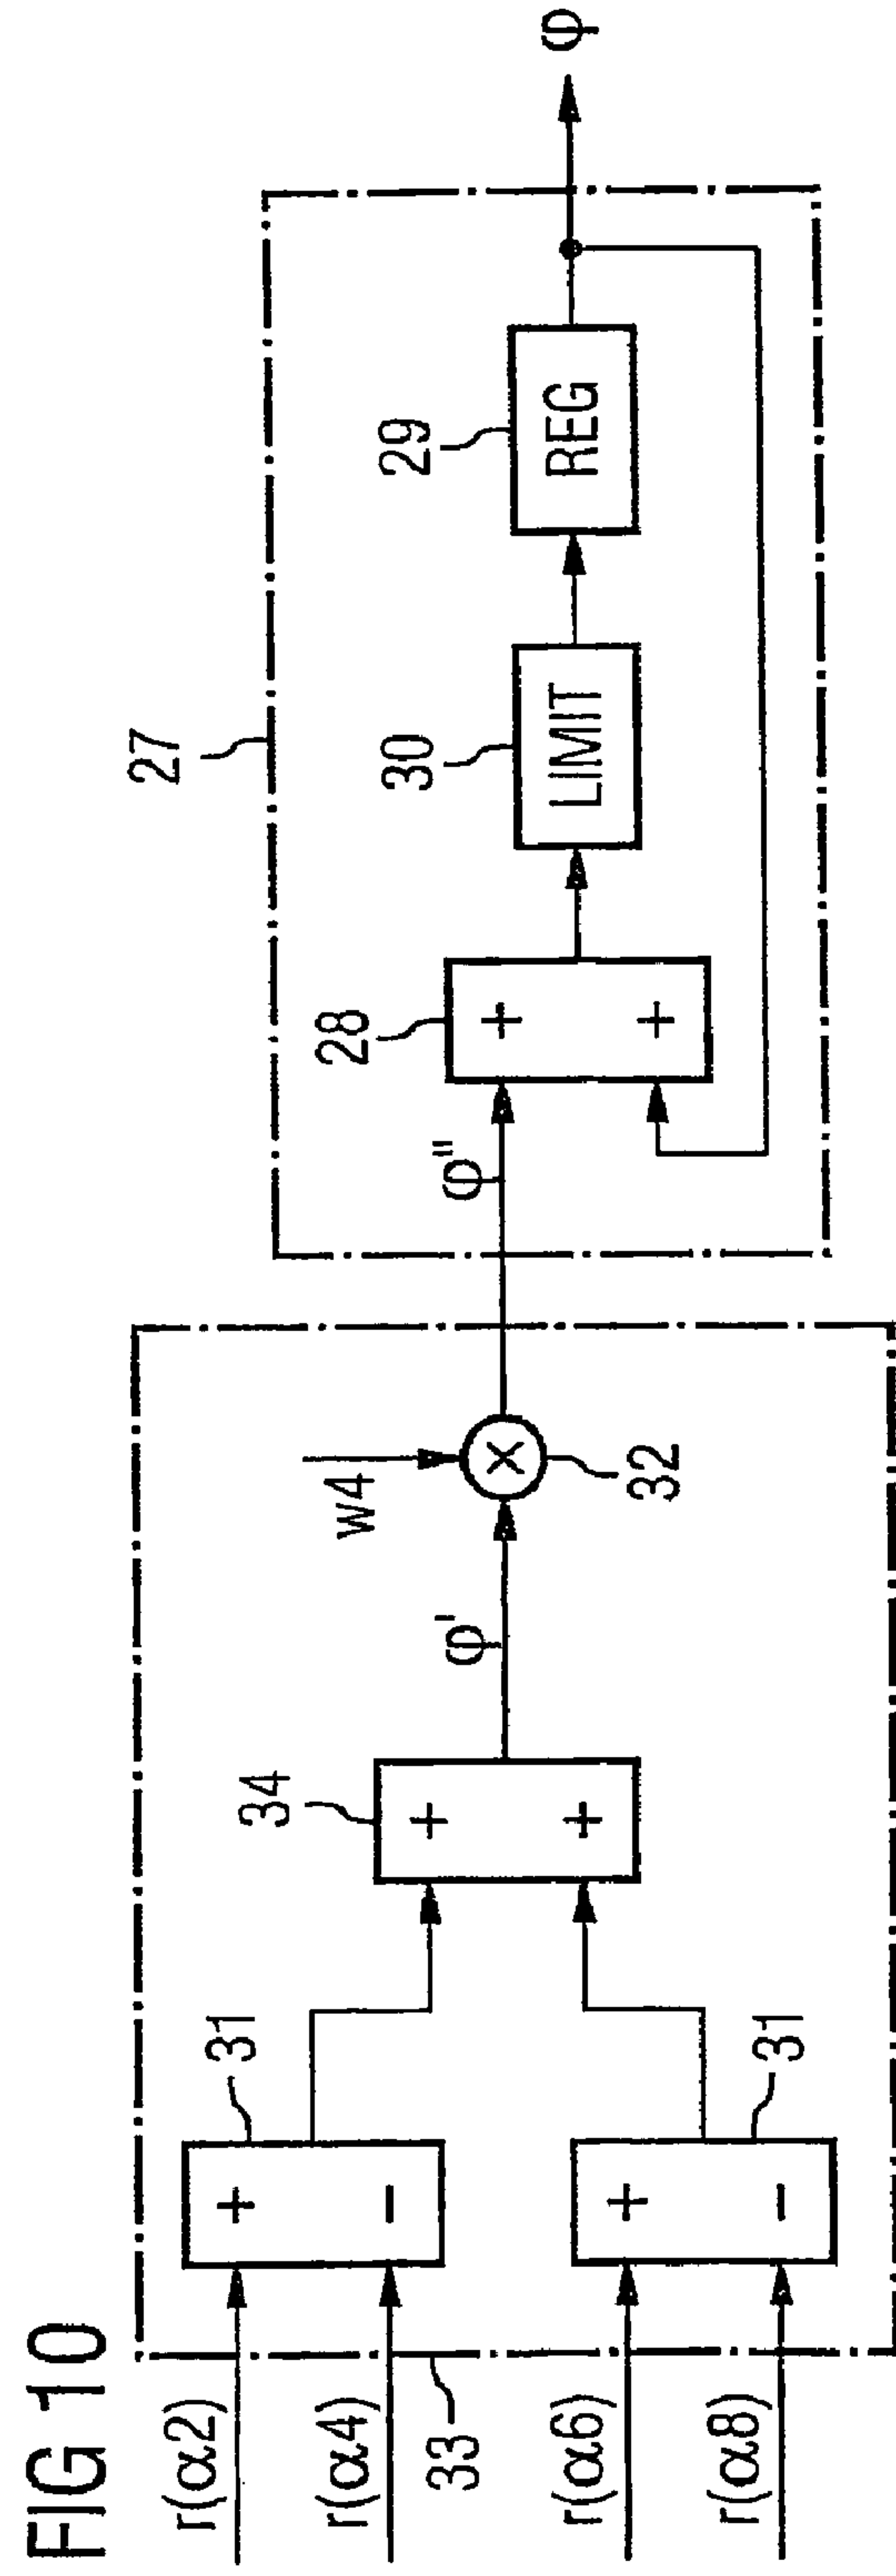 FIG 10
r(α2)
r(α4)
33
r(α6)
r(α8)
+
−
31
+
−
31
34
+
+
φ'
w4
×
32
φ"
27
28
+
+
30
LIMIT
29
REG
φ